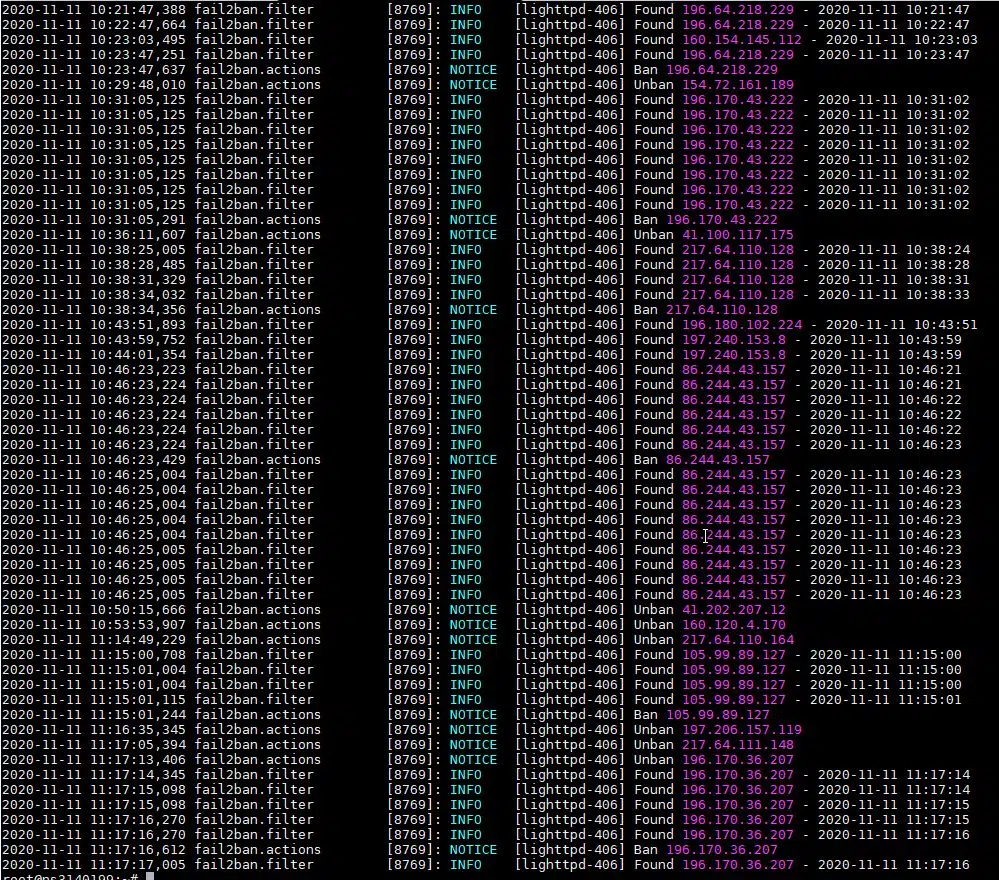 2020-11-11 10:21:47,388 fail2ban.filter [8769]: INFO [lighttpd-406] Found 196.64.218.229 - 2020-11-11 10:21:47
2020-11-11 10:22:47,664 fail2ban.filter [8769]: INFO [lighttpd-406] Found 196.64.218.229 - 2020-11-11 10:22:47
2020-11-11 10:23:03,495 fail2ban.filter [8769]: INFO [lighttpd-406] Found 160.154.145.112 - 2020-11-11 10:23:03
2020-11-11 10:23:47,251 fail2ban.filter [8769]: INFO [lighttpd-406] Found 196.64.218.229 - 2020-11-11 10:23:47
2020-11-11 10:23:47,637 fail2ban.actions [8769]: NOTICE [lighttpd-406] Ban 196.64.218.229
2020-11-11 10:29:48,010 fail2ban.actions [8769]: NOTICE [lighttpd-406] Unban 154.72.161.189
2020-11-11 10:31:05,125 fail2ban.filter [8769]: INFO [lighttpd-406] Found 196.170.43.222 - 2020-11-11 10:31:02
2020-11-11 10:31:05,125 fail2ban.filter [8769]: INFO [lighttpd-406] Found 196.170.43.222 - 2020-11-11 10:31:02
2020-11-11 10:31:05,125 fail2ban.filter [8769]: INFO [lighttpd-406] Found 196.170.43.222 - 2020-11-11 10:31:02
2020-11-11 10:31:05,125 fail2ban.filter [8769]: INFO [lighttpd-406] Found 196.170.43.222 - 2020-11-11 10:31:02
2020-11-11 10:31:05,125 fail2ban.filter [8769]: INFO [lighttpd-406] Found 196.170.43.222 - 2020-11-11 10:31:02
2020-11-11 10:31:05,125 fail2ban.filter [8769]: INFO [lighttpd-406] Found 196.170.43.222 - 2020-11-11 10:31:02
2020-11-11 10:31:05,125 fail2ban.filter [8769]: INFO [lighttpd-406] Found 196.170.43.222 - 2020-11-11 10:31:02
2020-11-11 10:31:05,125 fail2ban.filter [8769]: INFO [lighttpd-406] Found 196.170.43.222 - 2020-11-11 10:31:02
2020-11-11 10:31:05,291 fail2ban.actions [8769]: NOTICE [lighttpd-406] Ban 196.170.43.222
2020-11-11 10:36:11,607 fail2ban.actions [8769]: NOTICE [lighttpd-406] Unban 41.100.117.175
2020-11-11 10:38:25,005 fail2ban.filter [8769]: INFO [lighttpd-406] Found 217.64.110.128 - 2020-11-11 10:38:24
2020-11-11 10:38:28,485 fail2ban.filter [8769]: INFO [lighttpd-406] Found 217.64.110.128 - 2020-11-11 10:38:28
2020-11-11 10:38:31,329 fail2ban.filter [8769]: INFO [lighttpd-406] Found 217.64.110.128 - 2020-11-11 10:38:31
2020-11-11 10:38:34,032 fail2ban.filter [8769]: INFO [lighttpd-406] Found 217.64.110.128 - 2020-11-11 10:38:33
2020-11-11 10:38:34,356 fail2ban.actions [8769]: NOTICE [lighttpd-406] Ban 217.64.110.128
2020-11-11 10:43:51,893 fail2ban.filter [8769]: INFO [lighttpd-406] Found 196.180.102.224 - 2020-11-11 10:43:51
2020-11-11 10:43:59,752 fail2ban.filter [8769]: INFO [lighttpd-406] Found 197.240.153.8 - 2020-11-11 10:43:59
2020-11-11 10:44:01,354 fail2ban.filter [8769]: INFO [lighttpd-406] Found 197.240.153.8 - 2020-11-11 10:43:59
2020-11-11 10:46:23,223 fail2ban.filter [8769]: INFO [lighttpd-406] Found 86.244.43.157 - 2020-11-11 10:46:21
2020-11-11 10:46:23,224 fail2ban.filter [8769]: INFO [lighttpd-406] Found 86.244.43.157 - 2020-11-11 10:46:21
2020-11-11 10:46:23,224 fail2ban.filter [8769]: INFO [lighttpd-406] Found 86.244.43.157 - 2020-11-11 10:46:22
2020-11-11 10:46:23,224 fail2ban.filter [8769]: INFO [lighttpd-406] Found 86.244.43.157 - 2020-11-11 10:46:22
2020-11-11 10:46:23,224 fail2ban.filter [8769]: INFO [lighttpd-406] Found 86.244.43.157 - 2020-11-11 10:46:22
2020-11-11 10:46:23,224 fail2ban.filter [8769]: INFO [lighttpd-406] Found 86.244.43.157 - 2020-11-11 10:46:23
2020-11-11 10:46:23,429 fail2ban.actions [8769]: NOTICE [lighttpd-406] Ban 86.244.43.157
2020-11-11 10:46:25,004 fail2ban.filter [8769]: INFO [lighttpd-406] Found 86.244.43.157 - 2020-11-11 10:46:23
2020-11-11 10:46:25,004 fail2ban.filter [8769]: INFO [lighttpd-406] Found 86.244.43.157 - 2020-11-11 10:46:23
2020-11-11 10:46:25,004 fail2ban.filter [8769]: INFO [lighttpd-406] Found 86.244.43.157 - 2020-11-11 10:46:23
2020-11-11 10:46:25,004 fail2ban.filter [8769]: INFO [lighttpd-406] Found 86.244.43.157 - 2020-11-11 10:46:23
2020-11-11 10:46:25,004 fail2ban.filter [8769]: INFO [lighttpd-406] Found 86.244.43.157 - 2020-11-11 10:46:23
2020-11-11 10:46:25,005 fail2ban.filter [8769]: INFO [lighttpd-406] Found 86.244.43.157 - 2020-11-11 10:46:23
2020-11-11 10:46:25,005 fail2ban.filter [8769]: INFO [lighttpd-406] Found 86.244.43.157 - 2020-11-11 10:46:23
2020-11-11 10:46:25,005 fail2ban.filter [8769]: INFO [lighttpd-406] Found 86.244.43.157 - 2020-11-11 10:46:23
2020-11-11 10:46:25,005 fail2ban.filter [8769]: INFO [lighttpd-406] Found 86.244.43.157 - 2020-11-11 10:46:23
2020-11-11 10:50:15,666 fail2ban.actions [8769]: NOTICE [lighttpd-406] Unban 41.202.207.12
2020-11-11 10:53:53,907 fail2ban.actions [8769]: NOTICE [lighttpd-406] Unban 160.120.4.170
2020-11-11 11:14:49,229 fail2ban.actions [8769]: NOTICE [lighttpd-406] Unban 217.64.110.164
2020-11-11 11:15:00,708 fail2ban.filter [8769]: INFO [lighttpd-406] Found 105.99.89.127 - 2020-11-11 11:15:00
2020-11-11 11:15:01,004 fail2ban.filter [8769]: INFO [lighttpd-406] Found 105.99.89.127 - 2020-11-11 11:15:00
2020-11-11 11:15:01,004 fail2ban.filter [8769]: INFO [lighttpd-406] Found 105.99.89.127 - 2020-11-11 11:15:00
2020-11-11 11:15:01,115 fail2ban.filter [8769]: INFO [lighttpd-406] Found 105.99.89.127 - 2020-11-11 11:15:01
2020-11-11 11:15:01,244 fail2ban.actions [8769]: NOTICE [lighttpd-406] Ban 105.99.89.127
2020-11-11 11:16:35,345 fail2ban.actions [8769]: NOTICE [lighttpd-406] Unban 197.206.157.119
2020-11-11 11:17:05,394 fail2ban.actions [8769]: NOTICE [lighttpd-406] Unban 217.64.111.148
2020-11-11 11:17:13,406 fail2ban.actions [8769]: NOTICE [lighttpd-406] Unban 196.170.36.207
2020-11-11 11:17:14,345 fail2ban.filter [8769]: INFO [lighttpd-406] Found 196.170.36.207 - 2020-11-11 11:17:14
2020-11-11 11:17:15,098 fail2ban.filter [8769]: INFO [lighttpd-406] Found 196.170.36.207 - 2020-11-11 11:17:14
2020-11-11 11:17:15,098 fail2ban.filter [8769]: INFO [lighttpd-406] Found 196.170.36.207 - 2020-11-11 11:17:15
2020-11-11 11:17:16,270 fail2ban.filter [8769]: INFO [lighttpd-406] Found 196.170.36.207 - 2020-11-11 11:17:15
2020-11-11 11:17:16,270 fail2ban.filter [8769]: INFO [lighttpd-406] Found 196.170.36.207 - 2020-11-11 11:17:16
2020-11-11 11:17:16,612 fail2ban.actions [8769]: NOTICE [lighttpd-406] Ban 196.170.36.207
2020-11-11 11:17:17,005 fail2ban.filter [8769]: INFO [lighttpd-406] Found 196.170.36.207 - 2020-11-11 11:17:16
root@ns3140199:~#